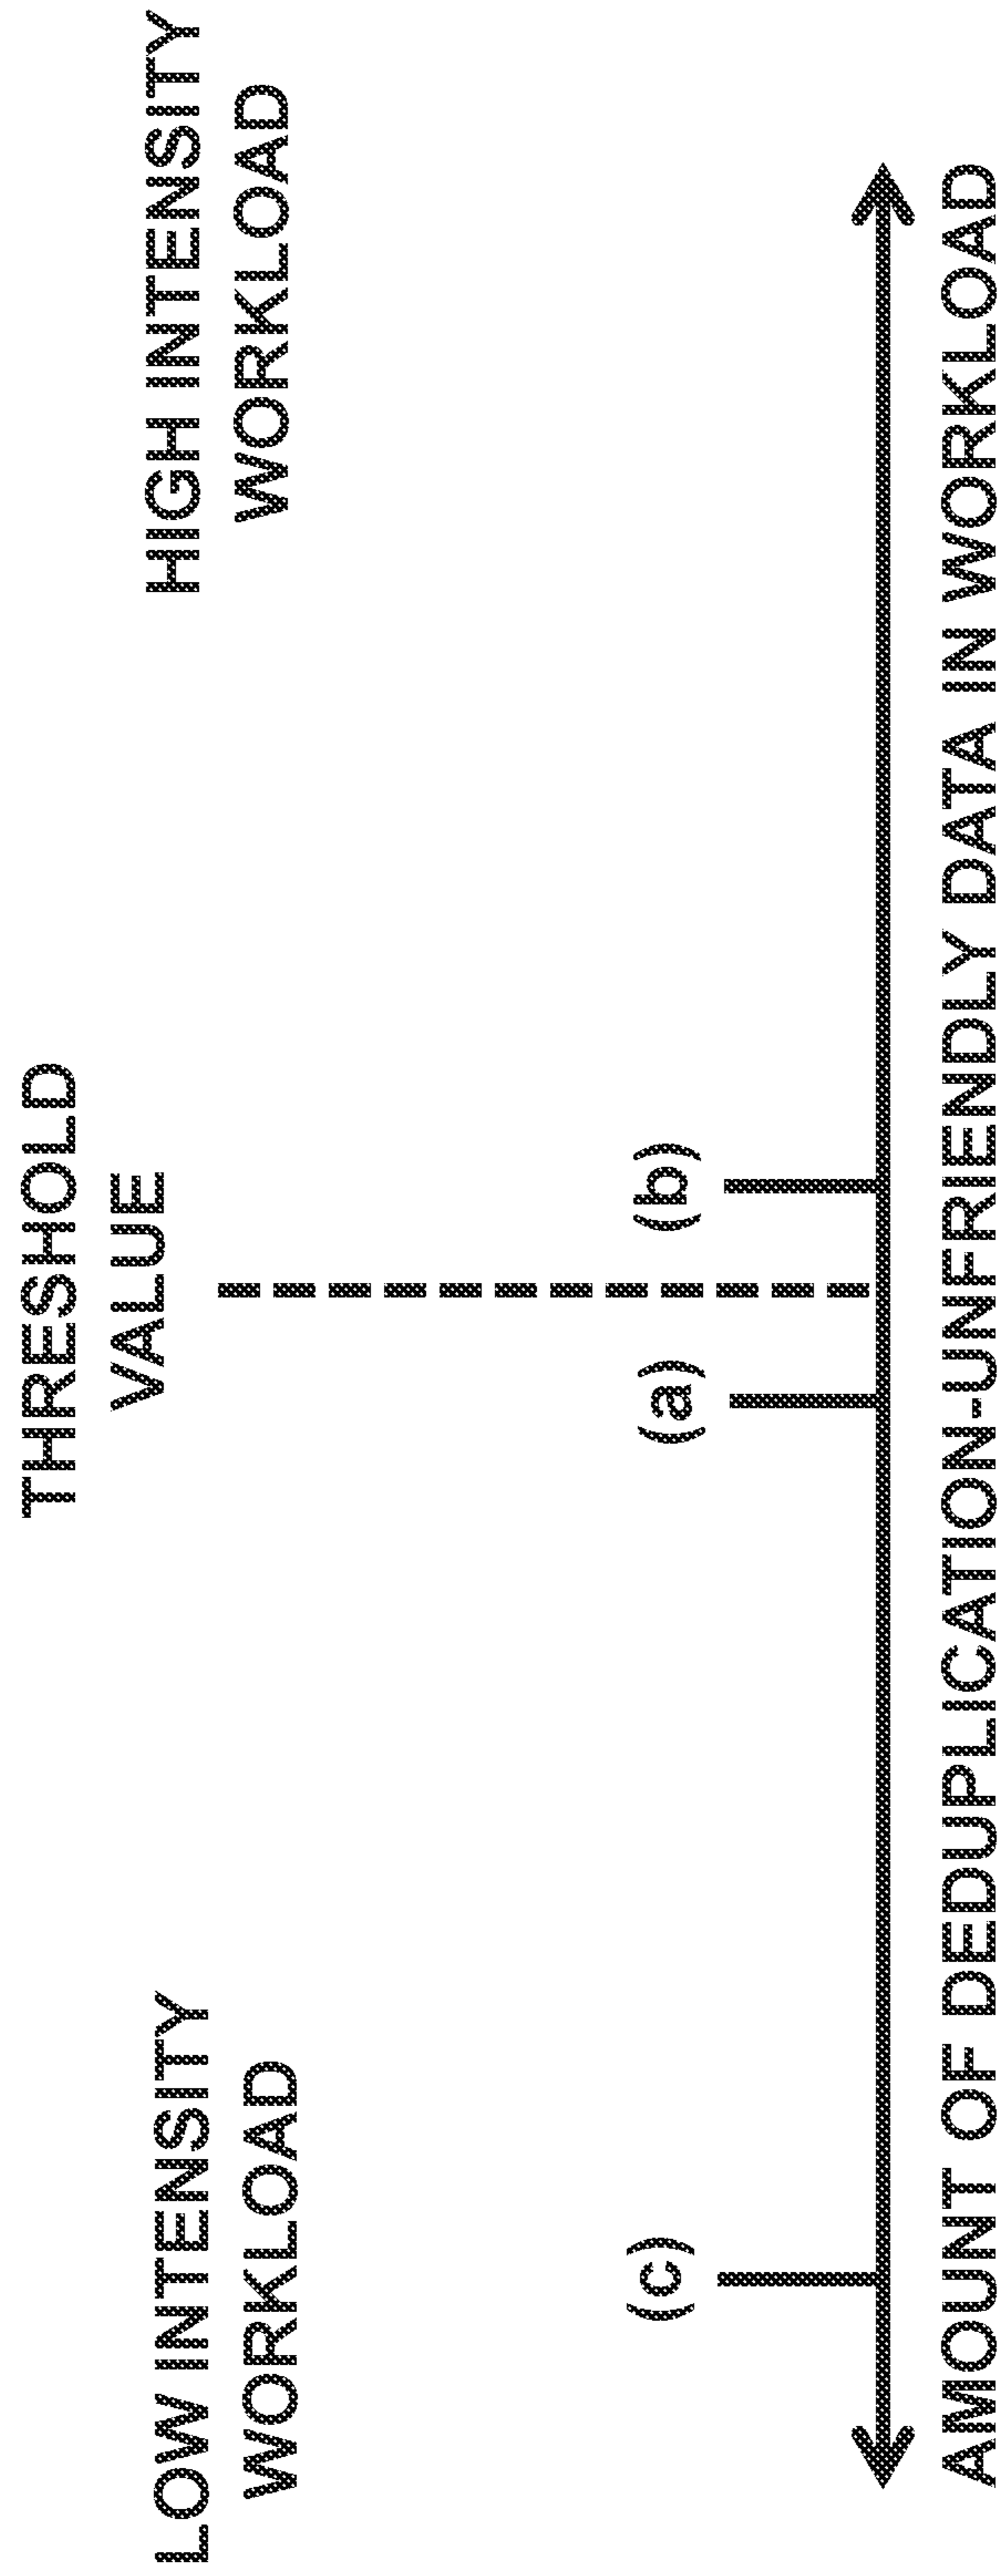 THRESHOLD
VALUE
LOW INTENSITY
WORKLOAD
HIGH INTENSITY
WORKLOAD
(c)
(a)
(b)
AMOUNT OF DEDUPLICATION-UNFRIENDLY DATA IN WORKLOAD